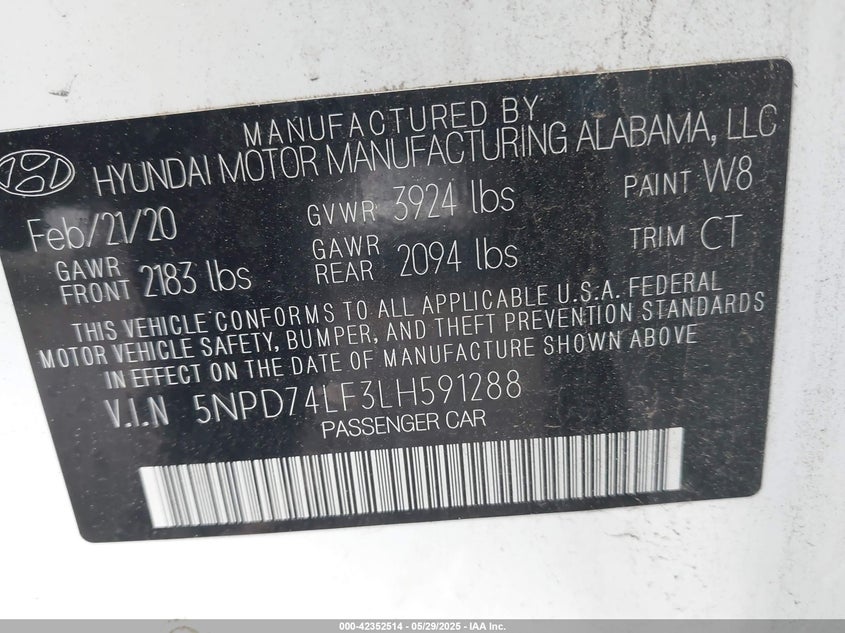 MANUFACTURED BY
HYUNDAI MOTOR MANUFACTURING ALABAMA, LLC
Feb/21/20 GVWR 3924 lbs PAINT W8
GAWR FRONT 2183 lbs GAWR REAR 2094 lbs TRIM CT
THIS VEHICLE CONFORMS TO ALL APPLICABLE U.S.A. FEDERAL
MOTOR VEHICLE SAFETY, BUMPER, AND THEFT PREVENTION STANDARDS
IN EFFECT ON THE DATE OF MANUFACTURE SHOWN ABOVE
V.I.N 5NPD74LF3LH591288
PASSENGER CAR
000-42352514 - 05/29/2025 - IAA Inc.